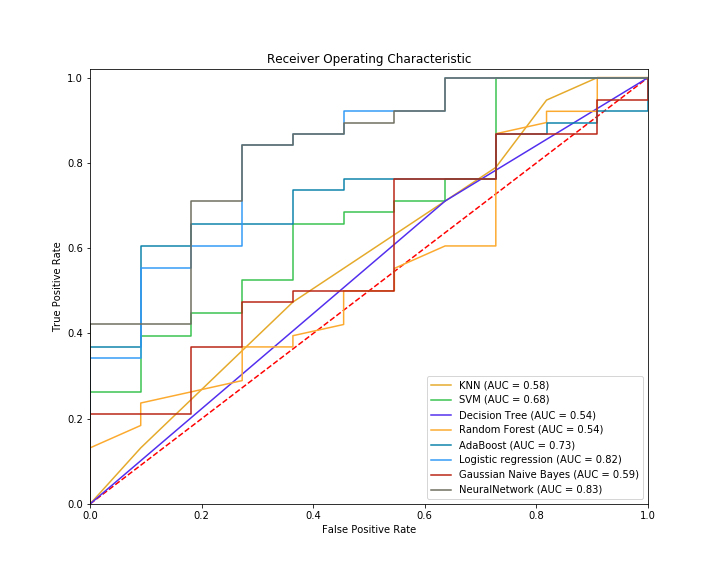 Receiver Operating Characteristic
1.0
0.8
0.6
0.4
0.2
0.0
True Positive Rate
KNN (AUC = 0.58)
SVM (AUC = 0.68)
Decision Tree (AUC = 0.54)
Random Forest (AUC = 0.54)
AdaBoost (AUC = 0.73)
Logistic regression (AUC = 0.82)
Gaussian Naive Bayes (AUC = 0.59)
NeuralNetwork (AUC = 0.83)
0.0 0.2 0.4 0.6 0.8 1.0
False Positive Rate